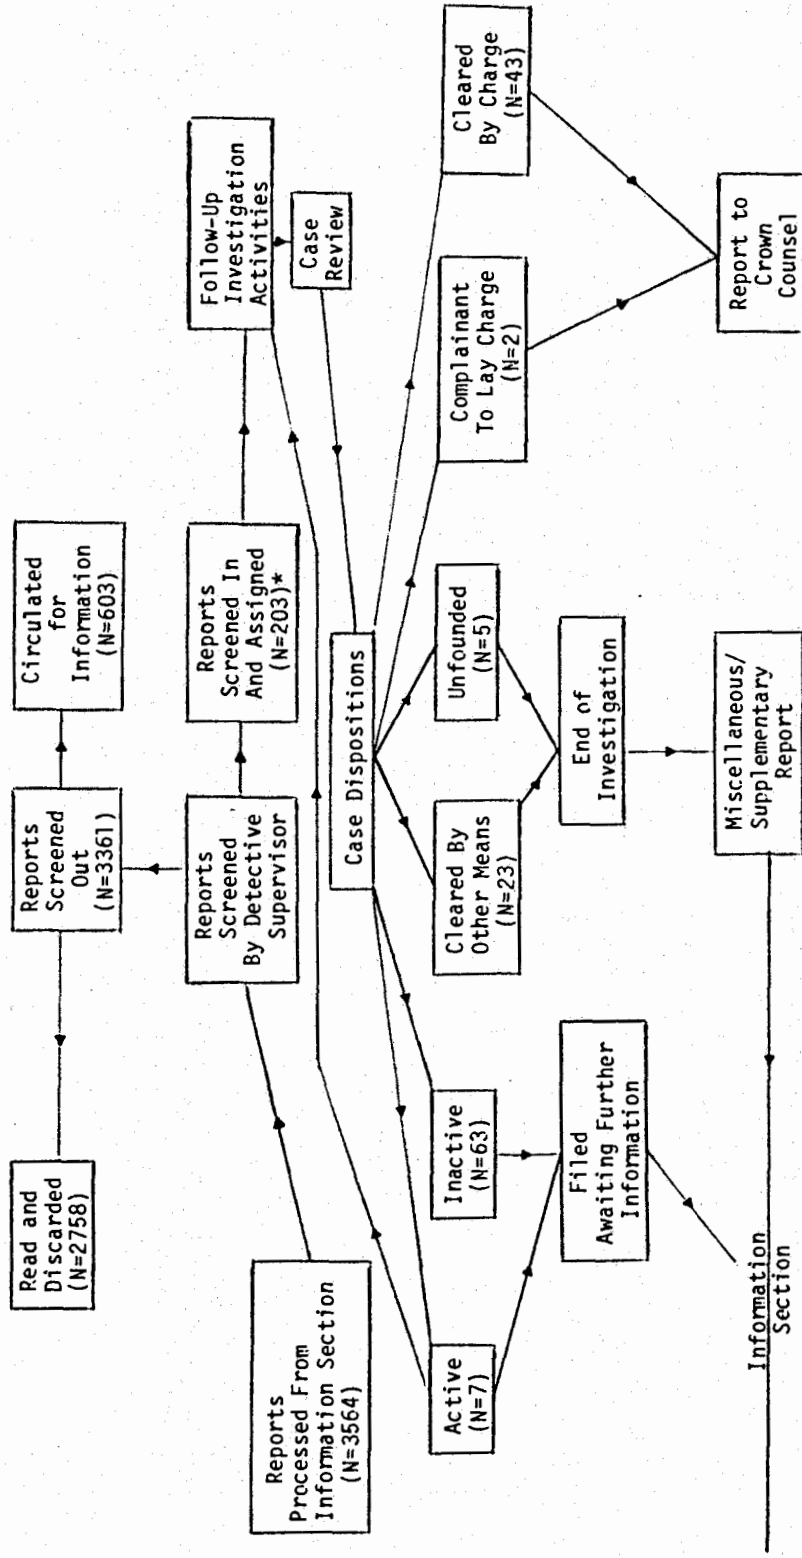 Read and
Discarded
(N=2758)
Reports
Screened
Out
(N=3361)
Circulated
for
Information
(N=603)
Reports
Processed From
Information Section
(N=3564)
Reports
Screened
By Detective
Supervisor
Reports
Screened In
And Assigned
(N=203)*
Follow-Up
Investigation
Activities
Case
Review
Case Dispositions
Active
(N=7)
Inactive
(N=63)
Cleared By
Other Means
(N=23)
Unfounded
(N=5)
Complainant
To Lay Charge
(N=2)
Cleared
By Charge
(N=43)
Filed
Awaiting Further
Information
End of
Investigation
Information
Section
Miscellaneous/
Supplementary
Report
Report to
Crown
Counsel